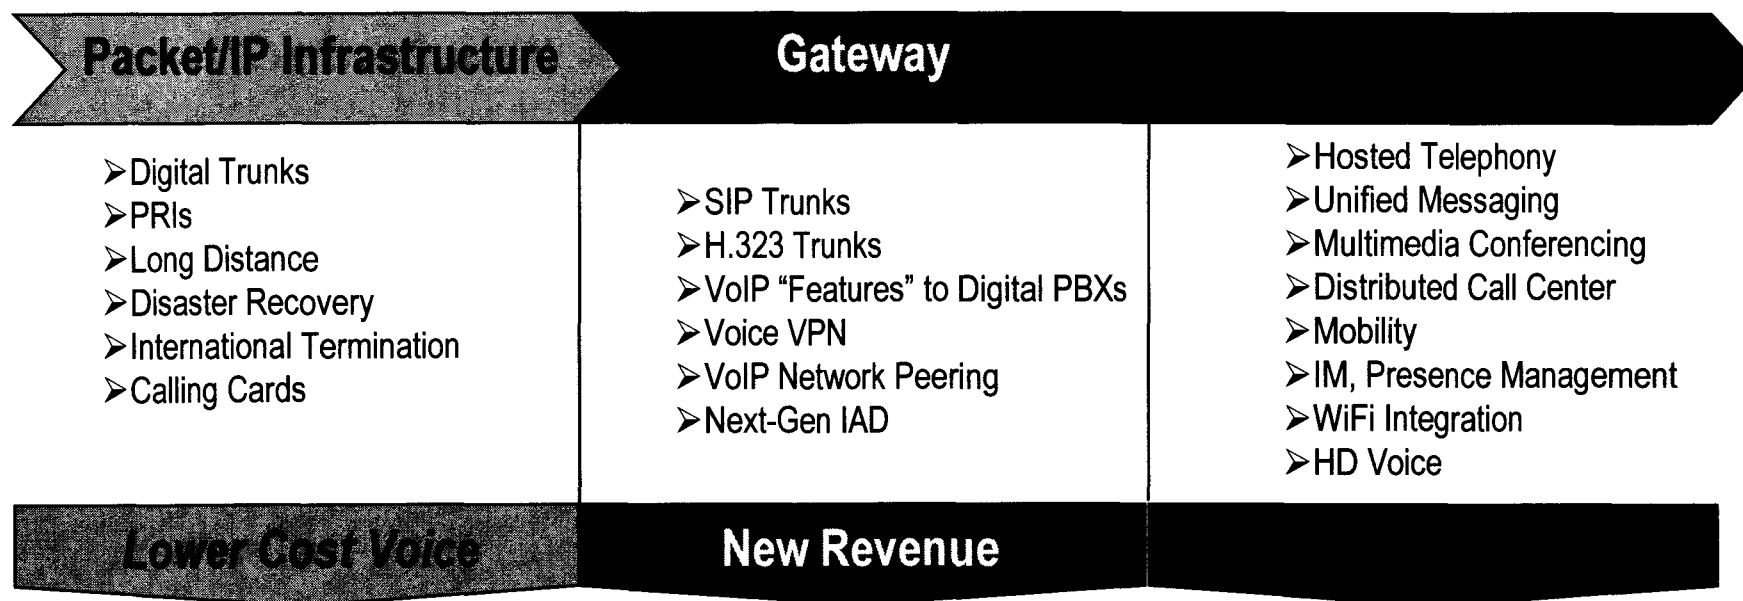 Packet/IP Infrastructure
Gateway
➢Digital Trunks
➢PRIs
➢Long Distance
➢Disaster Recovery
➢International Termination
➢Calling Cards
➢SIP Trunks
➢H.323 Trunks
➢VoIP “Features” to Digital PBXs
➢Voice VPN
➢VoIP Network Peering
➢Next-Gen IAD
➢Hosted Telephony
➢Unified Messaging
➢Multimedia Conferencing
➢Distributed Call Center
➢Mobility
➢IM, Presence Management
➢WiFi Integration
➢HD Voice
Lower Cost Voice
New Revenue